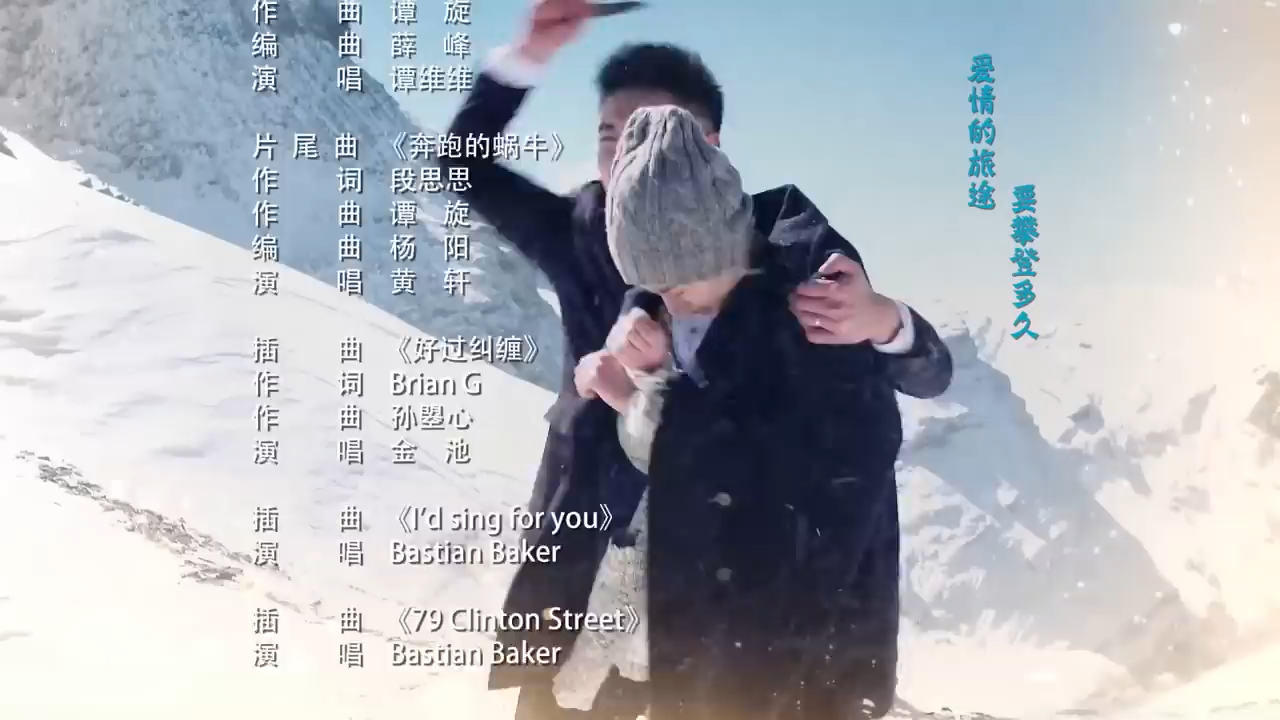 作 曲 谭 旋
编 曲 薛 峰
演 唱 谭维维
片 尾 曲 《奔跑的蜗牛》
作 词 段思思
作 曲 谭 旋
编 曲 杨 阳
演 唱 黄 轩
插 曲 《好过纠缠》
作 词 Brian G
作 曲 孙曌心
演 唱 金 池
插 曲 《I'd sing for you》
演 唱 Bastian Baker
插 曲 《79 Clinton Street》
演 唱 Bastian Baker
爱情的旅途
要攀登多久